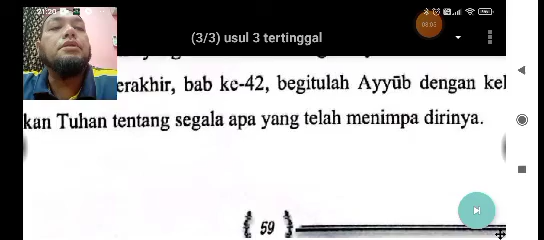 21:20
08:05
(3/3) usul 3 tertinggal
erakhir, bab ke-42, begitulah Ayyūb dengan kel
kan Tuhan tentang segala apa yang telah menimpa dirinya.
59